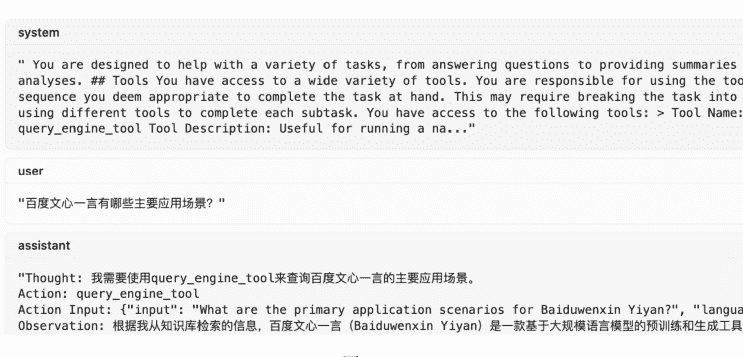 system
" You are designed to help with a variety of tasks, from answering questions to providing summaries
analyses. ## Tools You have access to a wide variety of tools. You are responsible for using the too
sequence you deem appropriate to complete the task at hand. This may require breaking the task into
using different tools to complete each subtask. You have access to the following tools: > Tool Name:
query_engine_tool Tool Description: Useful for running a na..."
user
"百度文心一言有哪些主要应用场景？"
assistant
"Thought: 我需要使用query_engine_tool来查询百度文心一言的主要应用场景。
Action: query_engine_tool
Action Input: {"input": "What are the primary application scenarios for Baiduwenxin Yiyan?", "langua
Observation: 根据我从知识库检索的信息，百度文心一言（Baiduwenxin Yiyan）是一款基于大规模语言模型的预训练和生成工具